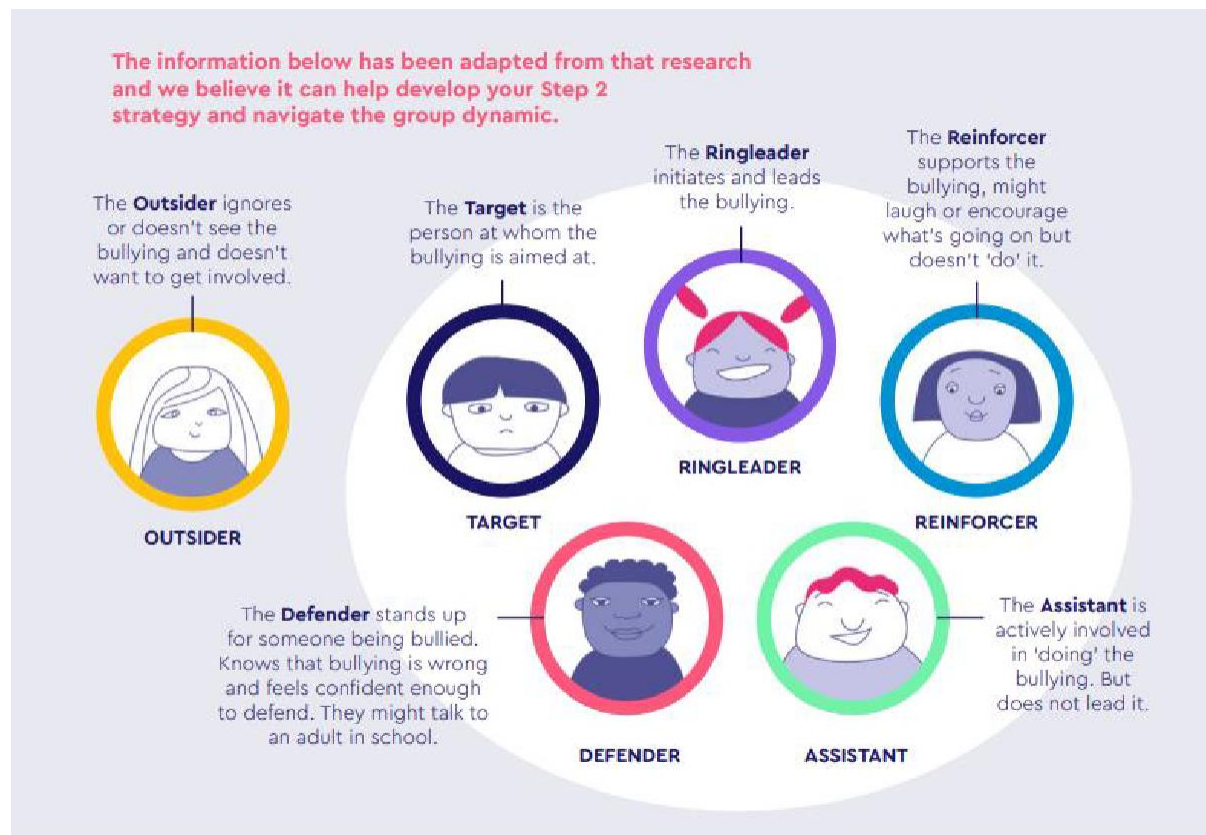 The information below has been adapted from that research
and we believe it can help develop your Step 2
strategy and navigate the group dynamic.
The Outsider ignores
or doesn't see the
bullying and doesn't
want to get involved.
OUTSIDER
The Target is the
person at whom the
bullying is aimed at.
TARGET
The Ringleader
initiates and leads
the bullying.
RINGLEADER
The Reinforcer
supports the
bullying, might
laugh or encourage
what's going on but
doesn't 'do' it.
REINFORCER
The Defender stands up
for someone being bullied.
Knows that bullying is wrong
and feels confident enough
to defend. They might talk to
an adult in school.
DEFENDER
The Assistant is
actively involved
in 'doing' the
bullying. But
does not lead it.
ASSISTANT